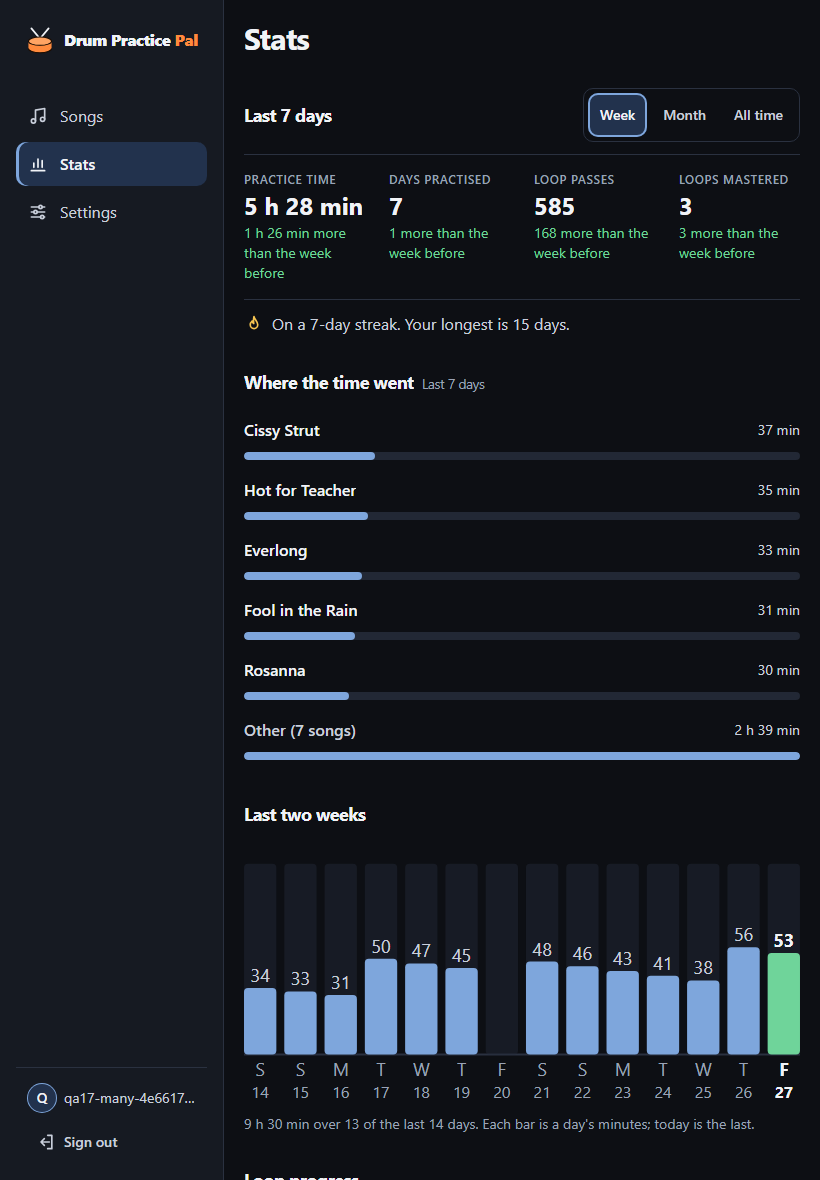 Drum Practice Pal
Songs
Stats
Settings
Stats
Last 7 days
Week
Month
All time
PRACTICE TIME
5 h 28 min
1 h 26 min more
than the week
before
DAYS PRACTISED
7
1 more than the
week before
LOOP PASSES
585
168 more than the
week before
LOOPS MASTERED
3
3 more than the
week before
On a 7-day streak. Your longest is 15 days.
Where the time went Last 7 days
Cissy Strut 37 min
Hot for Teacher 35 min
Everlong 33 min
Fool in the Rain 31 min
Rosanna 30 min
Other (7 songs) 2 h 39 min
Last two weeks
34 33 31 50 47 45 48 46 43 41 38 56 53
S S M T W T F S S M T W T F
14 15 16 17 18 19 20 21 22 23 24 25 26 27
9 h 30 min over 13 of the last 14 days. Each bar is a day's minutes; today is the last.
Loop progress
Q qa17-many-4e6617...
Sign out